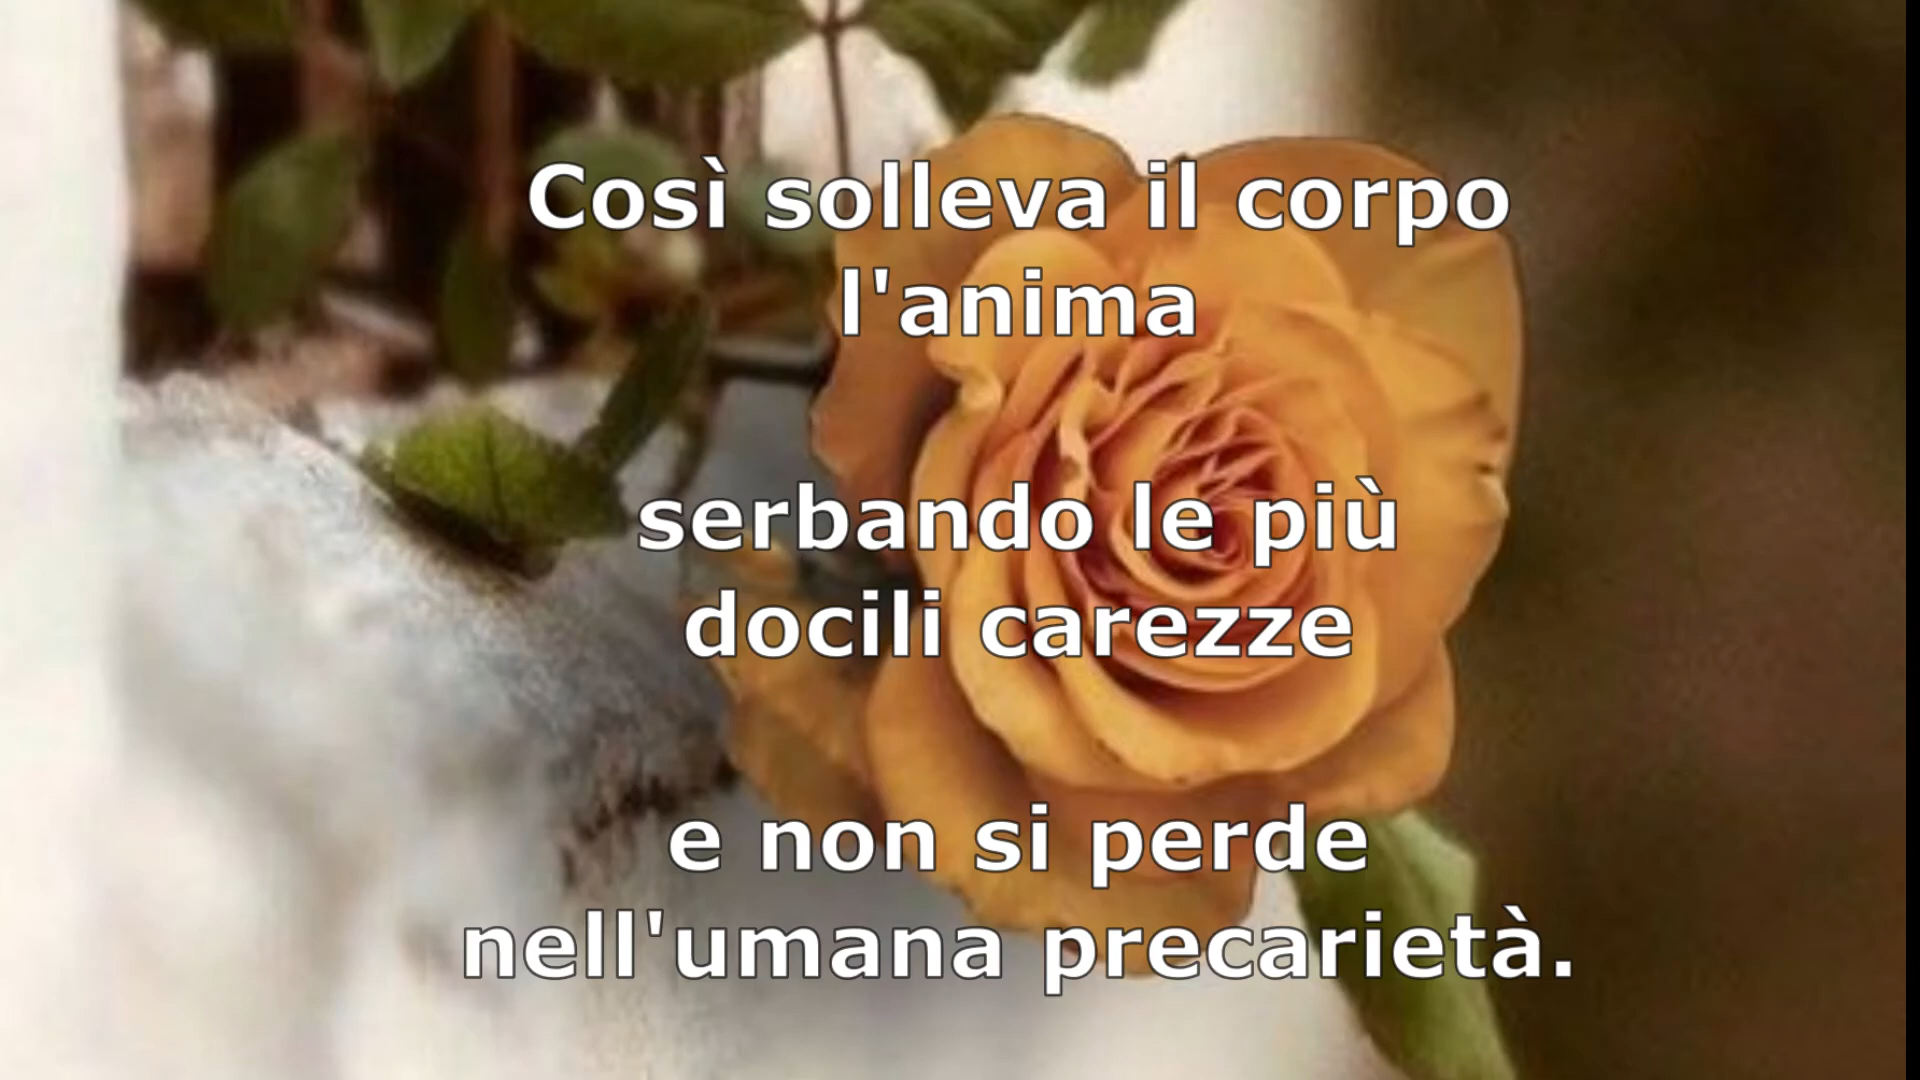 Così solleva il corpo
l'anima
serbando le più
docili carezze
e non si perde
nell'umana precarietà.